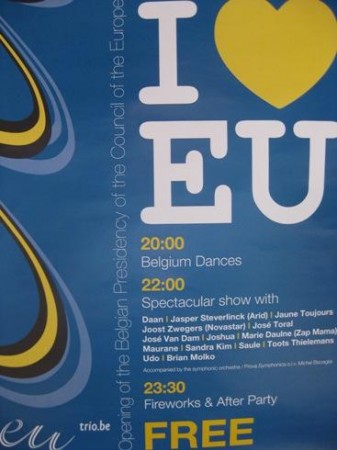 I
EU
20:00
Belgium Dances
22:00
Spectacular show with
Daan | Jasper Steverlinck (Arid) | Jaune Toujours
Joost Zwegers (Novastar) | José Toral
José Van Dam | Joshua | Marie Daulne (Zap Mama)
Maurane | Sandra Kim | Saule | Toots Thielemans
Udo | Brian Molko
Accompanied by the symphonic orchestra
23:30
Fireworks & After Party
FREE
Opening of the Belgian Presidency of the Council of the Europe
eu
trio.be